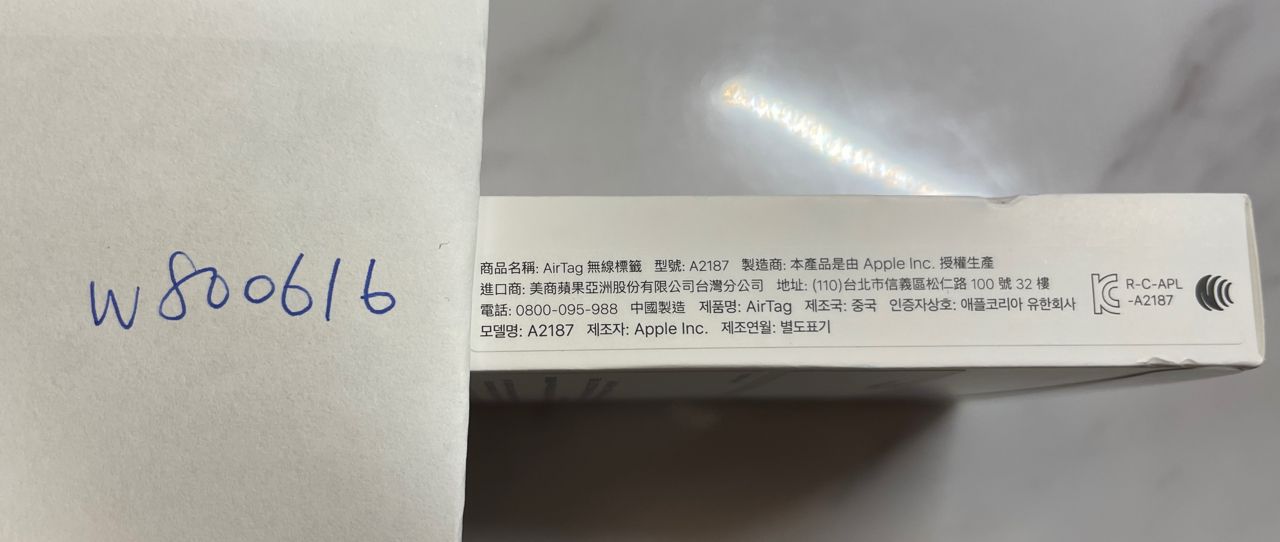 w800616
商品名稱: AirTag 無線標籤 型號: A2187 製造商: 本產品是由 Apple Inc. 授權生產
進口商: 美商蘋果亞洲股份有限公司台灣分公司 地址: (110)台北市信義區松仁路 100 號 32 樓
電話: 0800-095-988 中國製造 제품명: AirTag 제조국: 중국 인증자상호: 애플코리아 유한회사
모델명: A2187 제조자: Apple Inc. 제조연월: 별도표기
R-C-APL
-A2187